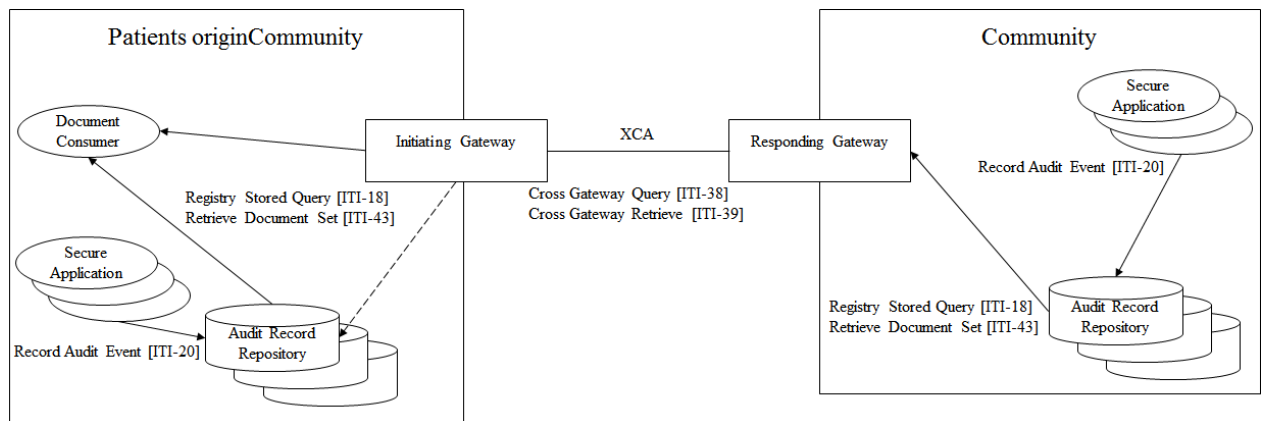 Patients originCommunity
Document
Consumer
Initiating Gateway
Registry Stored Query [ITI-18]
Retrieve Document Set [ITI-43]
Secure
Application
Audit Record
Repository
Record Audit Event [ITI-20]
XCA
Cross Gateway Query [ITI-38]
Cross Gateway Retrieve [ITI-39]
Community
Secure
Application
Responding Gateway
Record Audit Event [ITI-20]
Registry Stored Query [ITI-18]
Retrieve Document Set [ITI-43]
Audit Record
Repository